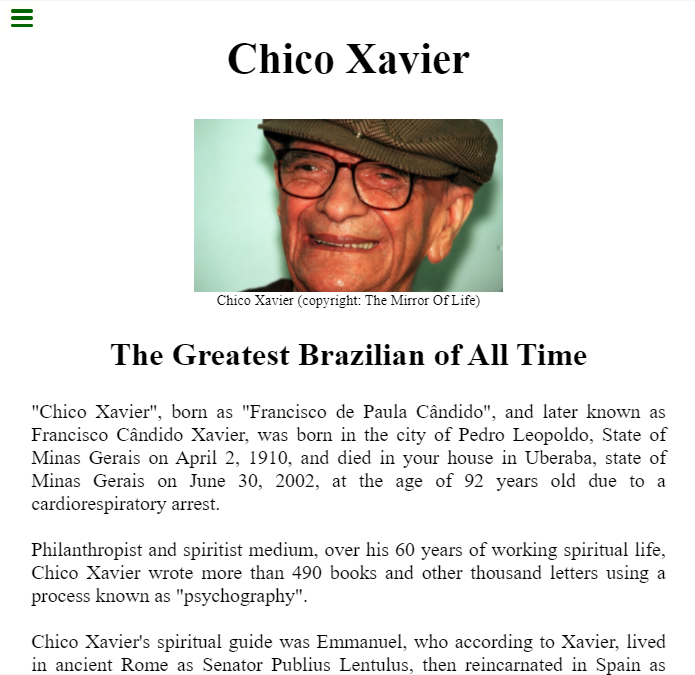 Chico Xavier
Chico Xavier (copyright: The Mirror Of Life)
The Greatest Brazilian of All Time
"Chico Xavier", born as "Francisco de Paula Cândido", and later known as
Francisco Cândido Xavier, was born in the city of Pedro Leopoldo, State of
Minas Gerais on April 2, 1910, and died in your house in Uberaba, state of
Minas Gerais on June 30, 2002, at the age of 92 years old due to a
cardiorespiratory arrest.
Philanthropist and spiritist medium, over his 60 years of working spiritual life,
Chico Xavier wrote more than 490 books and other thousand letters using a
process known as "psychography".
Chico Xavier's spiritual guide was Emmanuel, who according to Xavier, lived
in ancient Rome as Senator Publius Lentulus, then reincarnated in Spain as